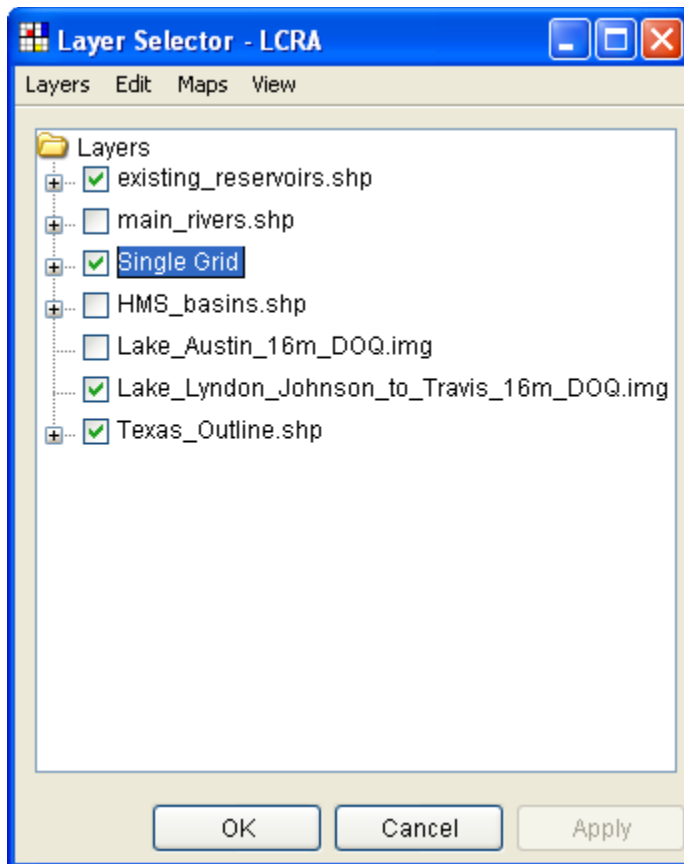 Layer Selector - LCRA
Layers Edit Maps View
Layers
existing_reservoirs.shp
main_rivers.shp
Single Grid
HMS_basins.shp
Lake_Austin_16m_DOQ.img
Lake_Lyndon_Johnson_to_Travis_16m_DOQ.img
Texas_Outline.shp
OK Cancel Apply